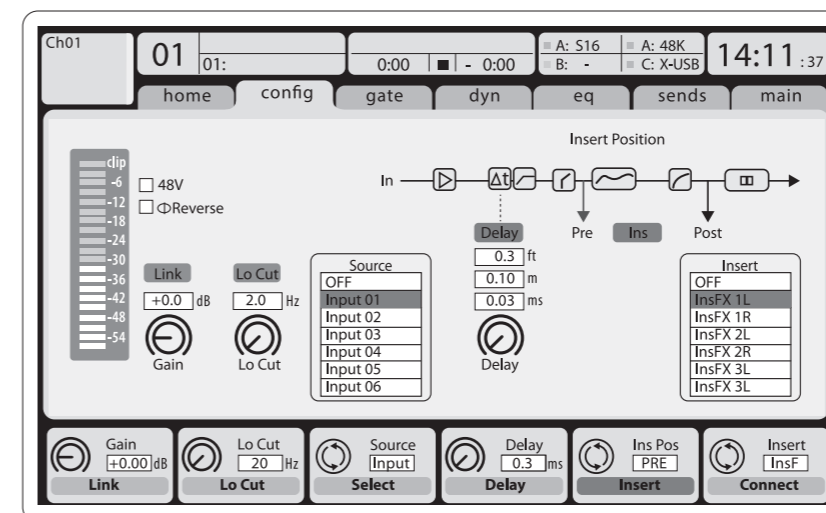 Ch01
01
01:
0:00
- 0:00
A: S16
B: -
A: 48K
C: X-USB
14:11 :37
home config gate dyn eq sends main
Insert Position
clip
-6
-12
-18
-24
-30
-36
-42
-48
-54
48V
ΦReverse
In
Δt
Pre
Ins
Post
Link
+0.0 dB
Gain
Lo Cut
2.0 Hz
Lo Cut
Source
OFF
Input 01
Input 02
Input 03
Input 04
Input 05
Input 06
Delay
0.3 ft
0.10 m
0.03 ms
Delay
Insert
OFF
InsFX 1L
InsFX 1R
InsFX 2L
InsFX 2R
InsFX 3L
InsFX 3L
Gain
+0.00 dB
Link
Lo Cut
20 Hz
Lo Cut
Source
Input
Select
Delay
0.3 ms
Delay
Ins Pos
PRE
Insert
Insert
InsF
Connect